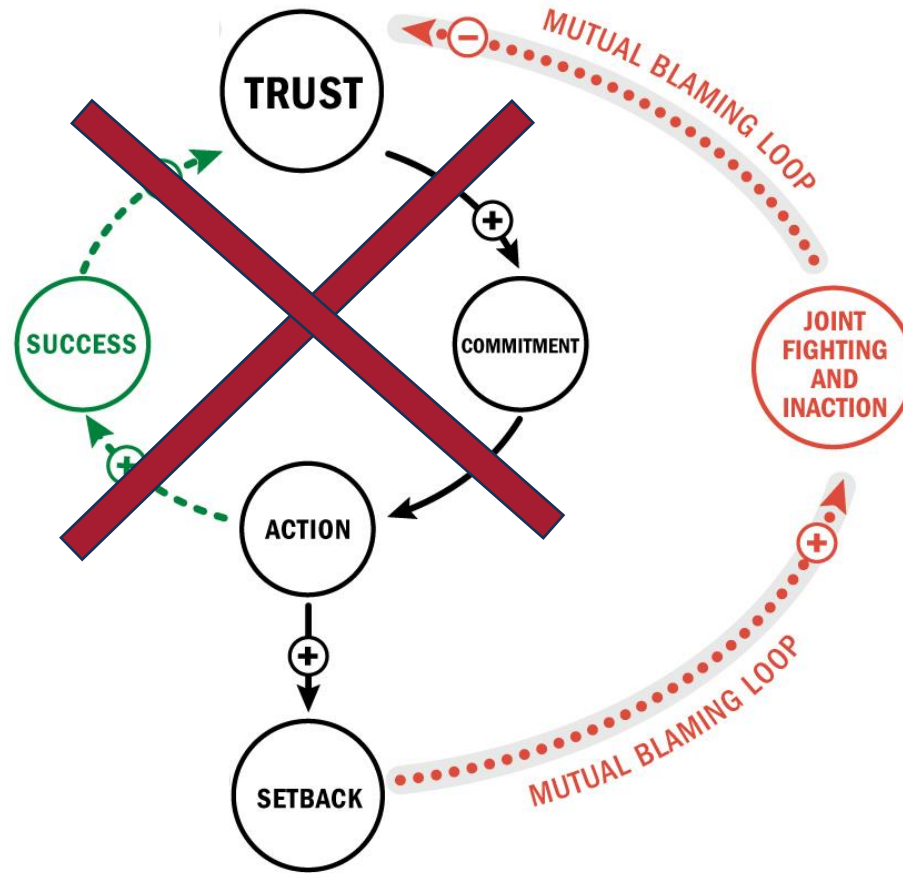 TRUST
MUTUAL BLAMING LOOP
+
−
SUCCESS
COMMITMENT
JOINT
FIGHTING
AND
INACTION
+
ACTION
+
+
SETBACK
MUTUAL BLAMING LOOP